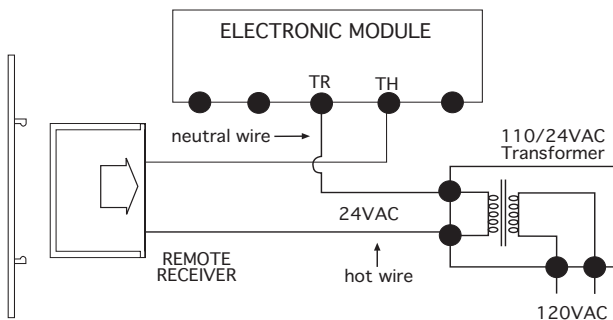 ELECTRONIC MODULE
TR
TH
neutral wire
110/24VAC
Transformer
24VAC
REMOTE
RECEIVER
hot wire
120VAC